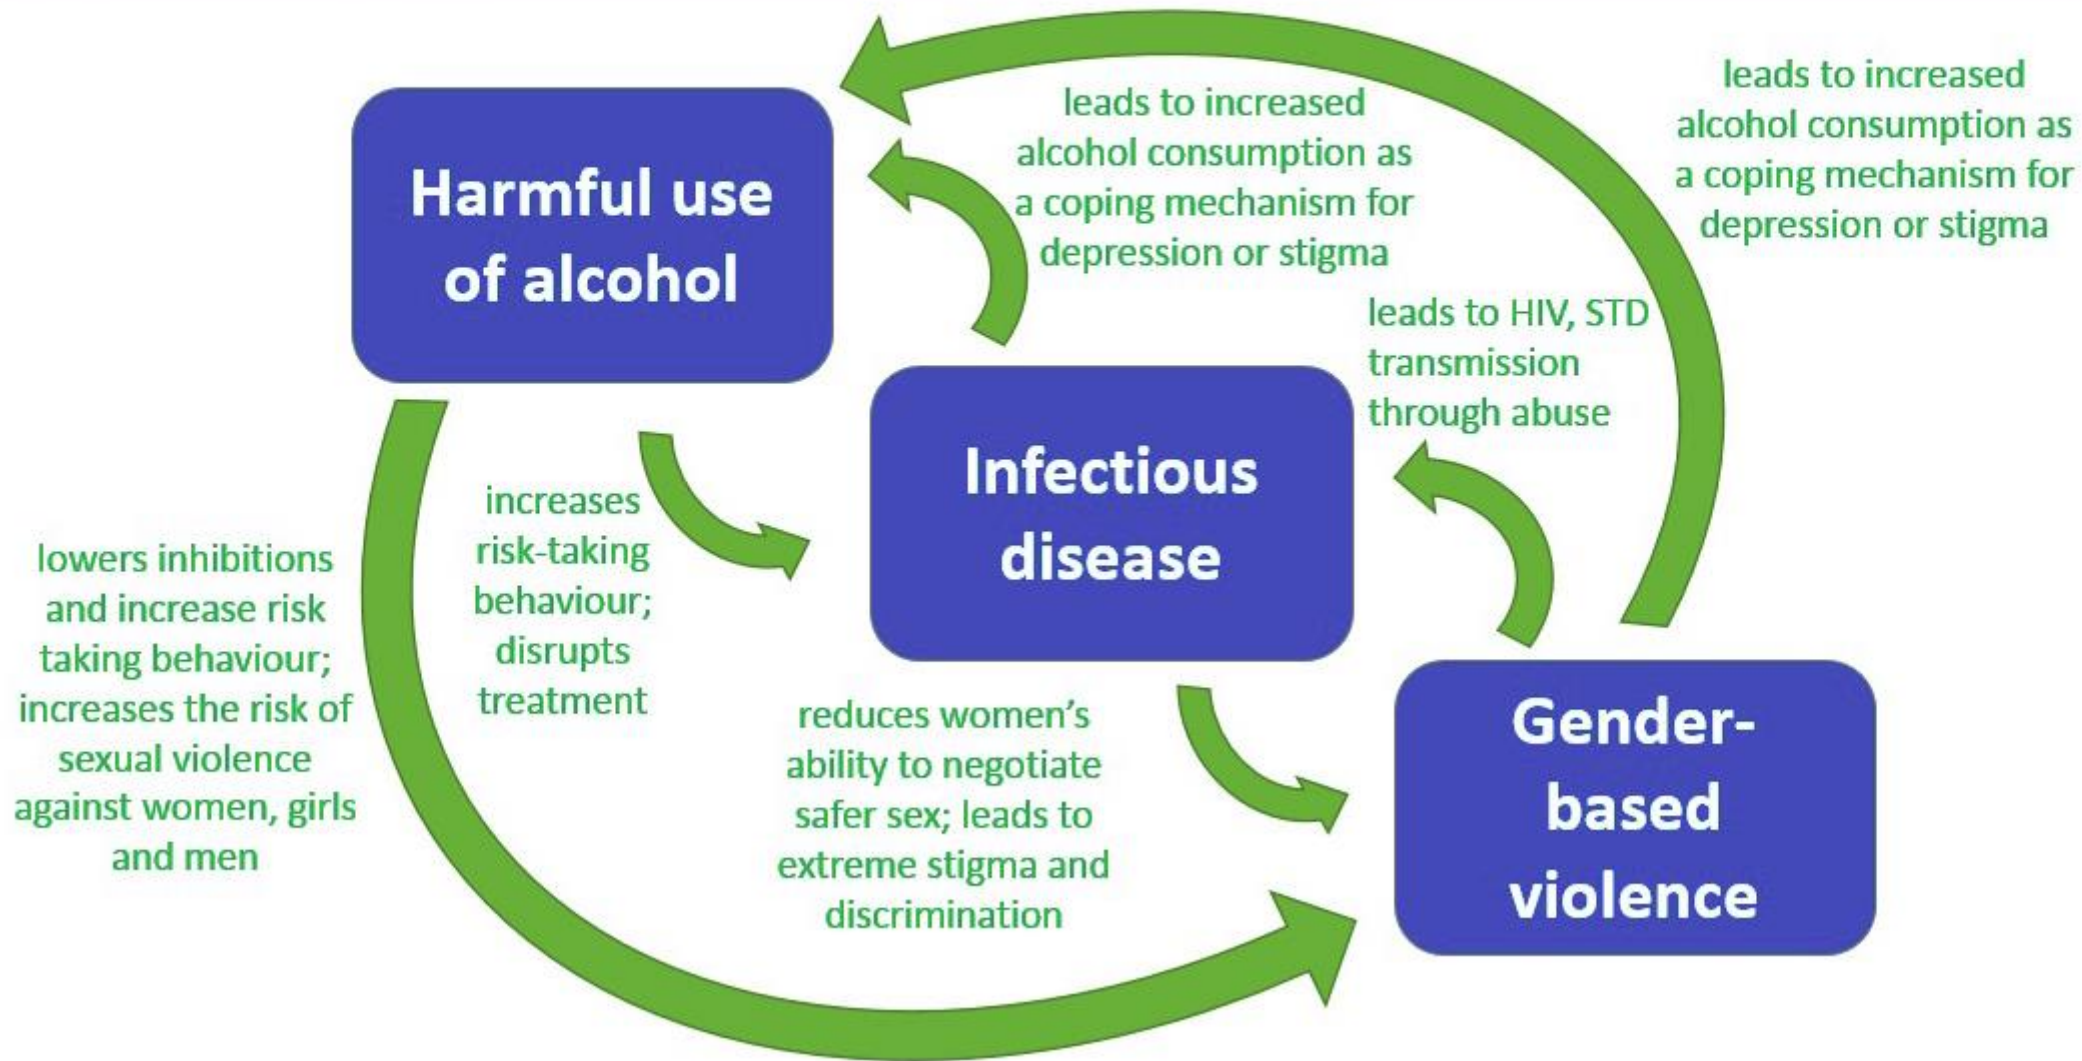 Harmful use
of alcohol
leads to increased
alcohol consumption as
a coping mechanism for
depression or stigma
leads to increased
alcohol consumption as
a coping mechanism for
depression or stigma
leads to HIV, STD
transmission
through abuse
Infectious
disease
increases
risk-taking
behaviour;
disrupts
treatment
lowers inhibitions
and increase risk
taking behaviour;
increases the risk of
sexual violence
against women, girls
and men
reduces women’s
ability to negotiate
safer sex; leads to
extreme stigma and
discrimination
Gender-
based
violence